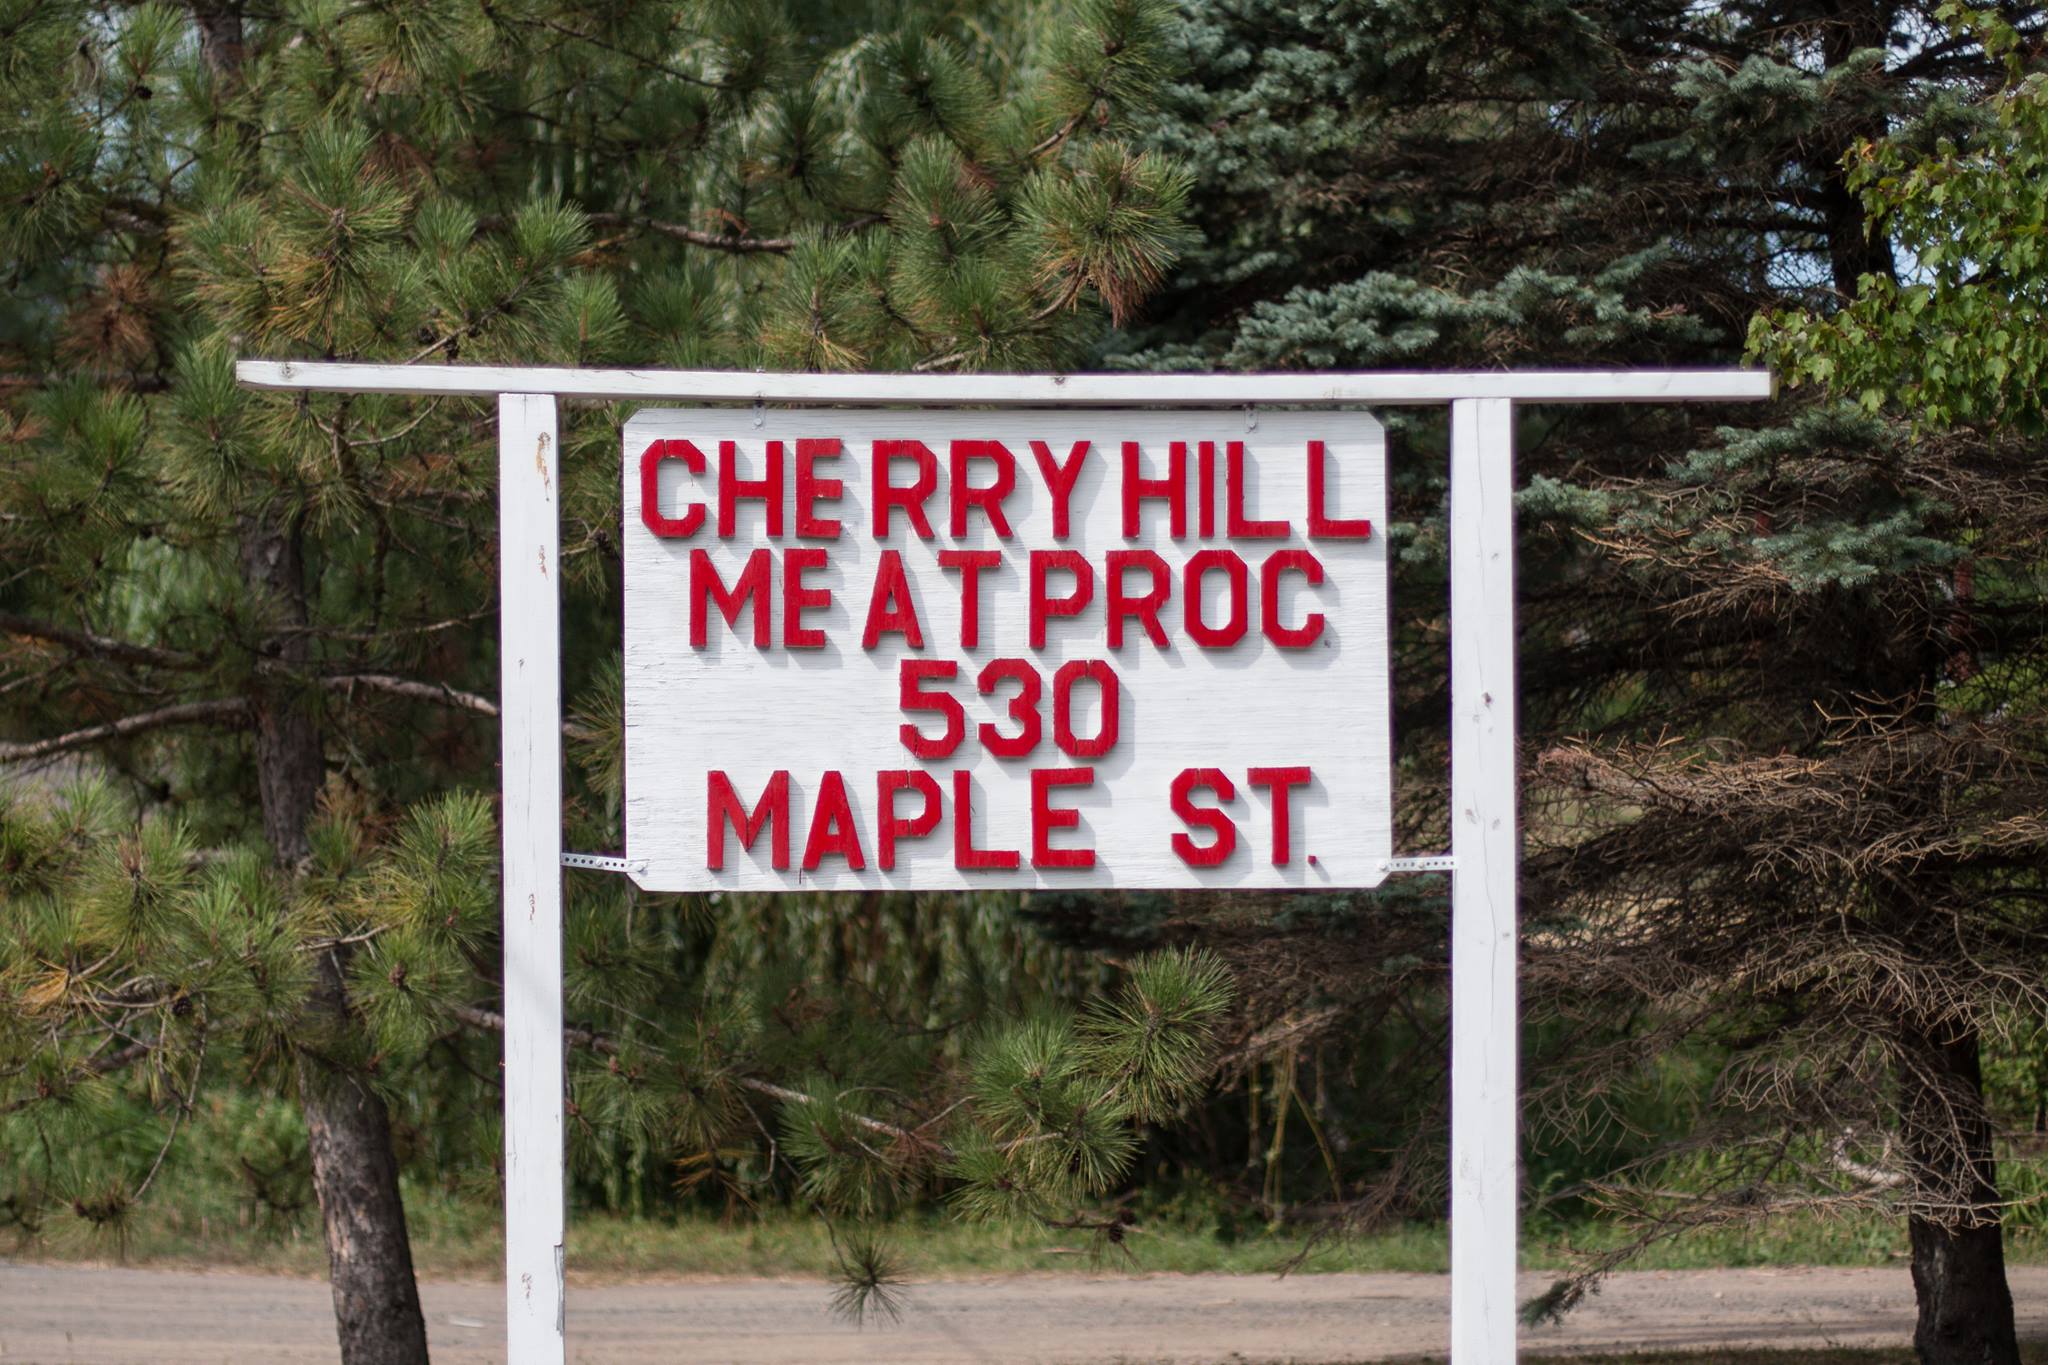 CHERRY HILL
MEAT PROC
530
MAPLE ST.